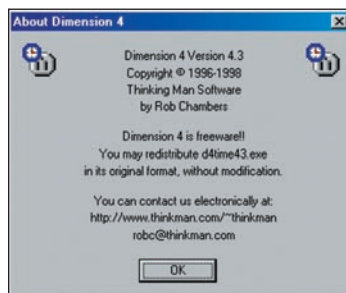 About Dimension 4
Dimension 4 Version 4.3
Copyright © 1996-1998
Thinking Man Software
by Rob Chambers
Dimension 4 is freeware!!
You may redistribute d4time43.exe
in its original format, without modification.
You can contact us electronically at:
http://www.thinkman.com/~thinkman
robc@thinkman.com
OK